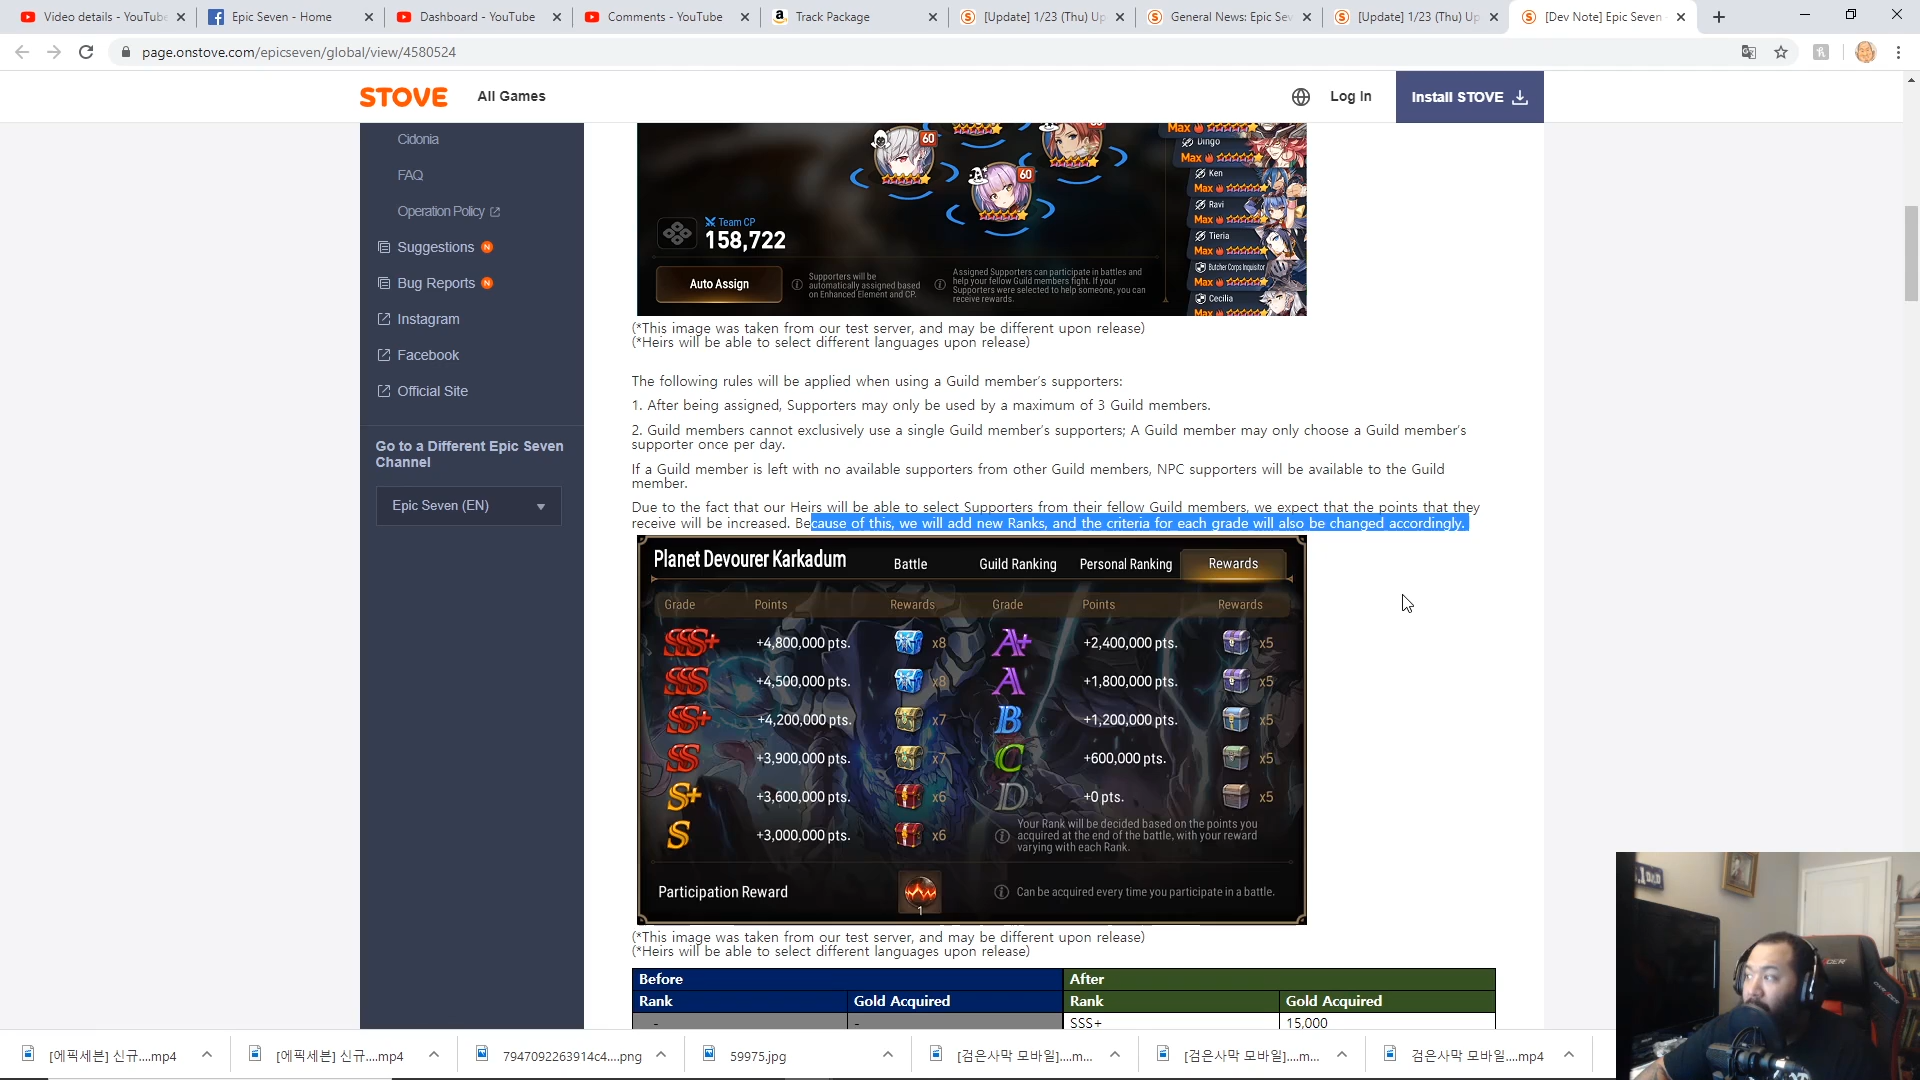 Video details - YouTube
Epic Seven - Home
Dashboard - YouTube
Comments - YouTube
Track Package
[Update] 1/23 (Thu) Up
General News: Epic Sev
[Update] 1/23 (Thu) Up
[Dev Note] Epic Seven
page.onstove.com/epicseven/global/view/4580524
STOVE
All Games
Log In
Install STOVE
Cidonia
FAQ
Operation Policy
Suggestions N
Bug Reports N
Instagram
Facebook
Official Site
Go to a Different Epic Seven
Channel
Epic Seven (EN)
60
60
Team CP
158,722
Auto Assign
Supporters will be
automatically assigned based
on Enhanced Element and CP.
Assigned Supporters can participate in battles and
help your fellow Guild members fight. If your
Supporters were selected to help someone, you can
receive rewards.
Max
Dingo
Max
Ken
Max
Ravi
Max
Tieria
Max
Butcher Corps Inquisitor
Max
Cecilia
Max
(*This image was taken from our test server, and may be different upon release)
(*Heirs will be able to select different languages upon release)
The following rules will be applied when using a Guild member's supporters:
1. After being assigned, Supporters may only be used by a maximum of 3 Guild members.
2. Guild members cannot exclusively use a single Guild member's supporters; A Guild member may only choose a Guild member's
supporter once per day.
If a Guild member is left with no available supporters from other Guild members, NPC supporters will be available to the Guild
member.
Due to the fact that our Heirs will be able to select Supporters from their fellow Guild members, we expect that the points that they
receive will be increased. Because of this, we will add new Ranks, and the criteria for each grade will also be changed accordingly.
Planet Devourer Karkadum
Battle
Guild Ranking
Personal Ranking
Rewards
Grade Points Rewards Grade Points Rewards
SSS+ +4,800,000 pts. x8 A+ +2,400,000 pts. x5
SSS +4,500,000 pts. x8 A +1,800,000 pts. x5
SS+ +4,200,000 pts. x7 B +1,200,000 pts. x5
SS +3,900,000 pts. x7 C +600,000 pts. x5
S+ +3,600,000 pts. x6 D +0 pts. x5
S +3,000,000 pts. x6
Your Rank will be decided based on the points you
acquired at the end of the battle, with your reward
varying with each Rank.
Participation Reward
1
Can be acquired every time you participate in a battle.
(*This image was taken from our test server, and may be different upon release)
(*Heirs will be able to select different languages upon release)
Before After
Rank Gold Acquired Rank Gold Acquired
- - SSS+ 15,000
[에픽세븐] 신규....mp4
[에픽세븐] 신규....mp4
7947092263914c4....png
59975.jpg
[검은사막 모바일]....m...
[검은사막 모바일]....m...
검은사막 모바일....mp4